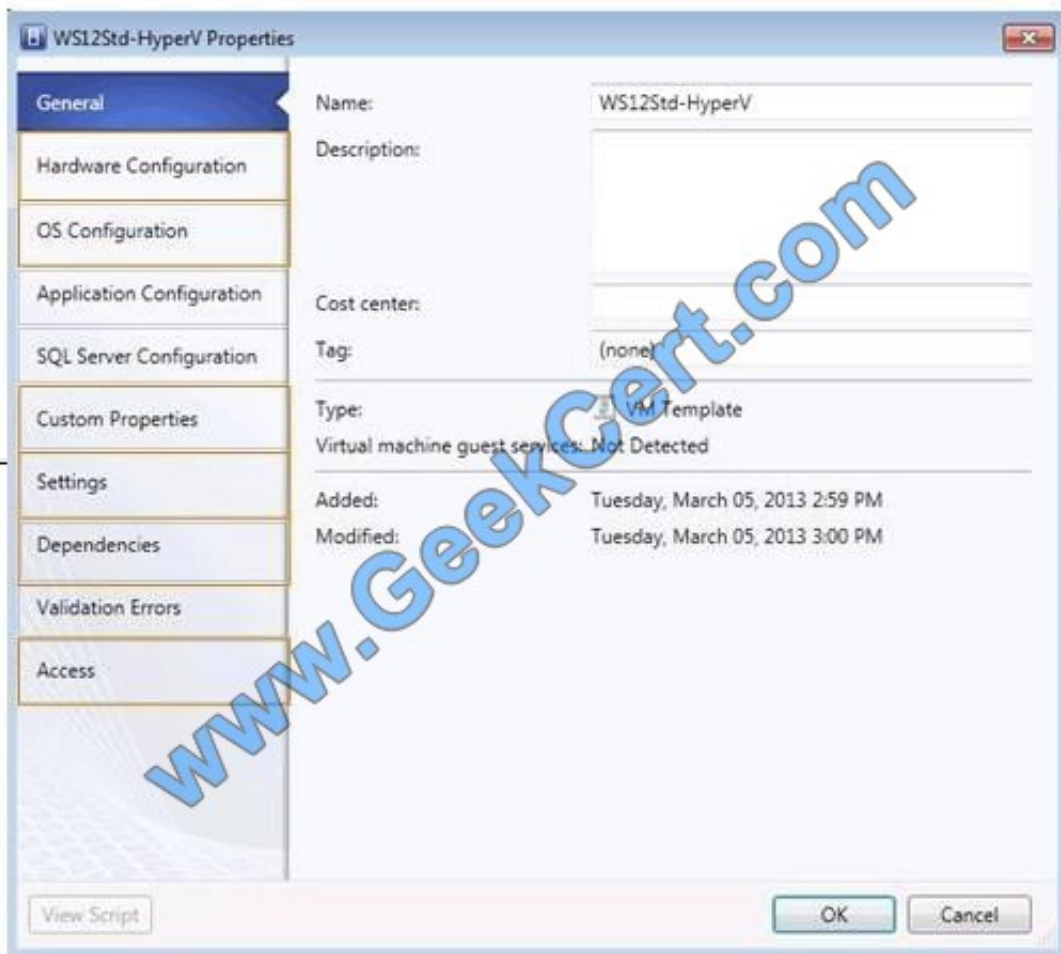 WS12Std-HyperV Properties
General
Hardware Configuration
OS Configuration
Application Configuration
SQL Server Configuration
Custom Properties
Settings
Dependencies
Validation Errors
Access
Name: WS12Std-HyperV
Description:
Cost center:
Tag: (none)
Type: VM Template
Virtual machine guest services: Not Detected
Added: Tuesday, March 05, 2013 2:59 PM
Modified: Tuesday, March 05, 2013 3:00 PM
www.GeekCert.com
View Script
OK
Cancel